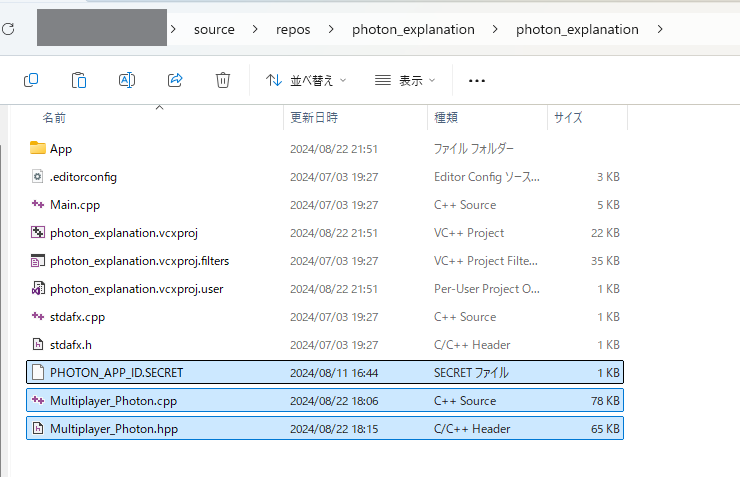 source > repos > photon_explanation > photon_explanation >
並べ替え 表示 ...
名前 更新日時 種類 サイズ
App 2024/08/22 21:51 ファイル フォルダー
.editorconfig 2024/07/03 19:27 Editor Config ソース... 3 KB
Main.cpp 2024/07/03 19:27 C++ Source 5 KB
photon_explanation.vcxproj 2024/08/22 21:51 VC++ Project 22 KB
photon_explanation.vcxproj.filters 2024/07/03 19:27 VC++ Project Filte... 35 KB
photon_explanation.vcxproj.user 2024/08/22 21:51 Per-User Project O... 1 KB
stdafx.cpp 2024/07/03 19:27 C++ Source 1 KB
stdafx.h 2024/07/03 19:27 C/C++ Header 1 KB
PHOTON_APP_ID.SECRET 2024/08/11 16:44 SECRET ファイル 1 KB
Multiplayer_Photon.cpp 2024/08/22 18:06 C++ Source 78 KB
Multiplayer_Photon.hpp 2024/08/22 18:15 C/C++ Header 65 KB